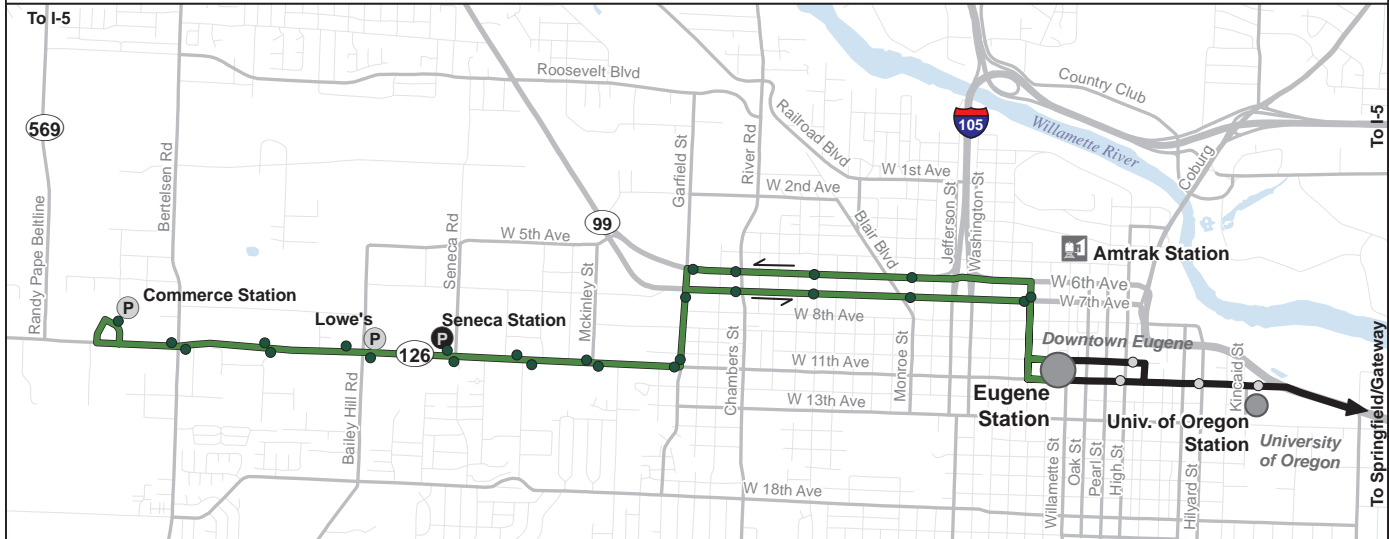 To I-5
Roosevelt Blvd
Country Club
To I-5
569
105
Willamette River
Railroad Blvd
Coburg
Bertelsen Rd
Garfield St
River Rd
W 1st Ave
W 2nd Ave
Jefferson St
Washington St
Blair Blvd
99
W 5th Ave
Seneca Rd
Randy Pape Beltline
Mckinley St
Amtrak Station
W 6th Ave
W 7th Ave
P
Commerce Station
Lowe's
P
Seneca Station
P
126
W 8th Ave
Downtown Eugene
W 11th Ave
Chambers St
Monroe St
Kincaid St
Eugene
Station
W 13th Ave
Univ. of Oregon
Station
University
of Oregon
Bailey Hill Rd
W 18th Ave
Willamette St
Oak St
Pearl St
High St
Hilyard St
To Springfield/Gateway